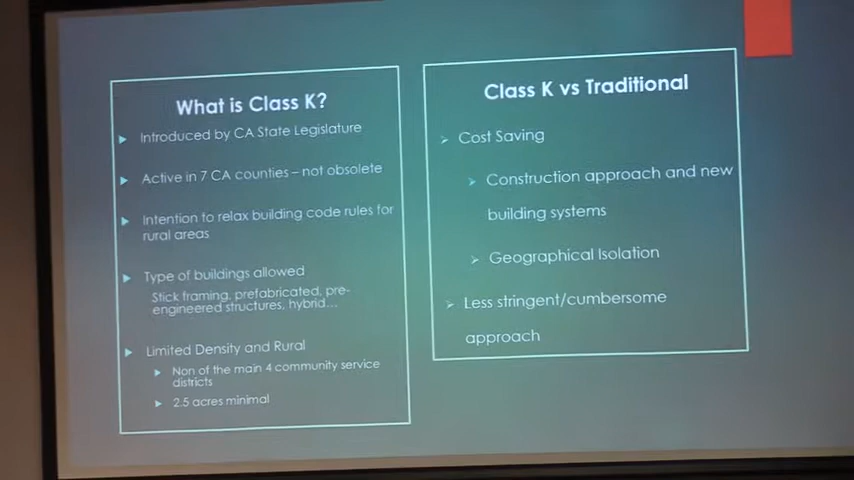 What is Class K?
Introduced by CA State Legislature
Active in 7 CA counties – not obsolete
Intention to relax building code rules for
rural areas
Type of buildings allowed
Stick framing, prefabricated, pre-
engineered structures, hybrid...
Limited Density and Rural
Non of the main 4 community service
districts
2.5 acres minimal
Class K vs Traditional
Cost Saving
Construction approach and new
building systems
Geographical Isolation
Less stringent/cumbersome
approach